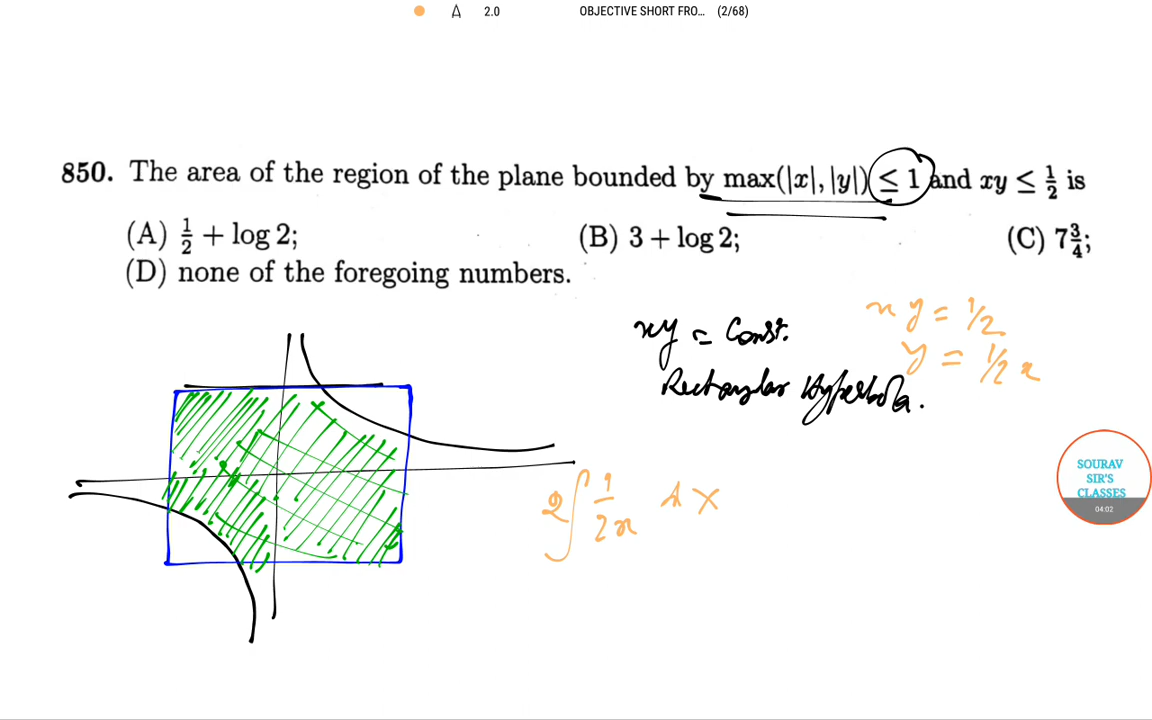 A 2.0 OBJECTIVE SHORT FRO... (2/68)
850. The area of the region of the plane bounded by max(|x|, |y|) ≤ 1 and xy ≤ 1/2 is
(A) 1/2 + log 2; (B) 3 + log 2; (C) 7 3/4;
(D) none of the foregoing numbers.
xy = Const.
Rectangular Hyperbola.
xy = 1/2
y = 1/2x
2∫ 1/2x dx
SOURAV
SIR'S
CLASSES
04:02